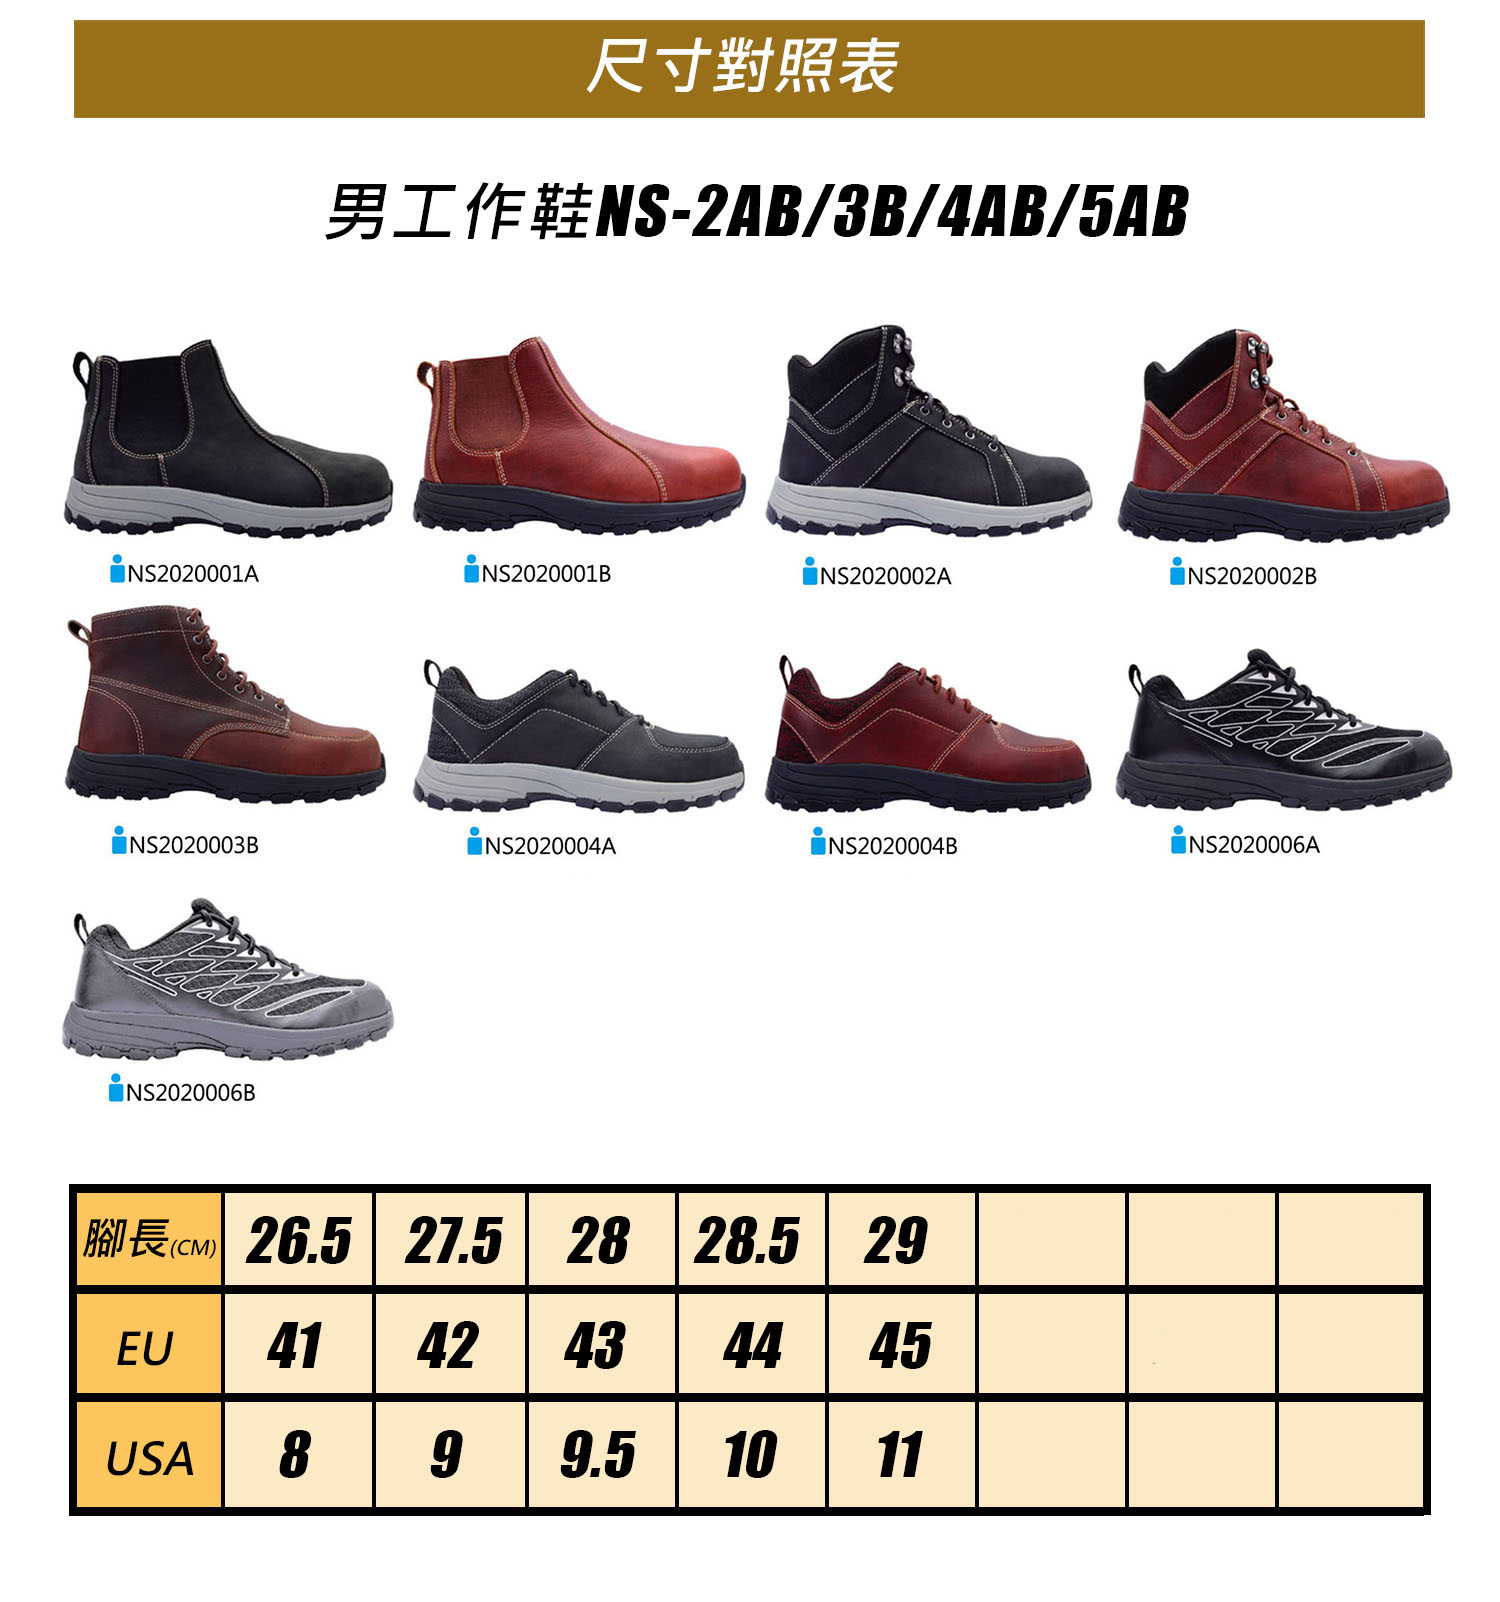 尺寸對照表
男工作鞋NS-2AB/3B/4AB/5AB
NS2020001A NS2020001B NS2020002A NS2020002B
NS2020003B NS2020004A NS2020004B NS2020006A
NS2020006B
腳長(CM) 26.5 27.5 28 28.5 29
EU 41 42 43 44 45
USA 8 9 9.5 10 11